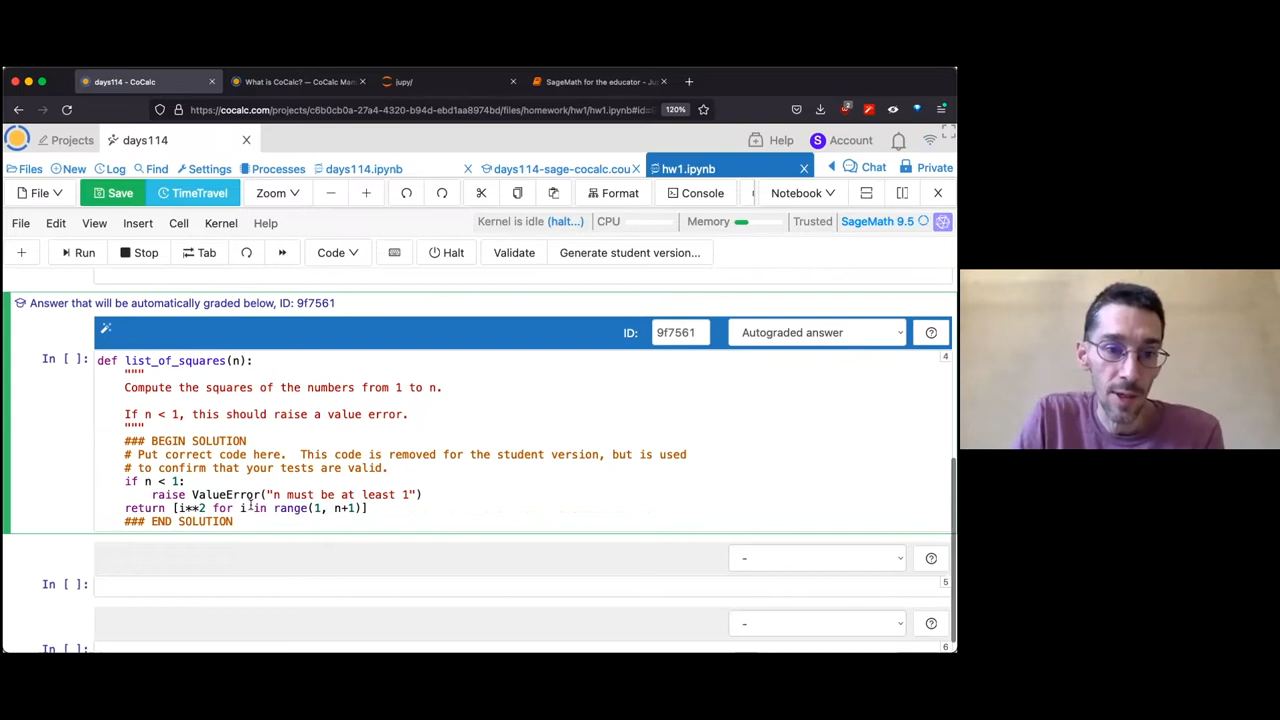 days114 - CoCalc
What is CoCalc? — CoCalc Man
jupy/
SageMath for the educator - Ju
https://cocalc.com/projects/c6b0cb0a-27a4-4320-b94d-ebd1aa8974bd/files/homework/hw1/hw1.ipynb#id=
120%
2
Projects
days114
Help
S Account
Files
New
Log
Find
Settings
Processes
days114.ipynb
days114-sage-cocalc.cou
hw1.ipynb
Chat
Private
File
Save
TimeTravel
Zoom
Format
Console
Notebook
File Edit View Insert Cell Kernel Help
Kernel is idle (halt...)
CPU
Memory
Trusted
SageMath 9.5
Run
Stop
Tab
Code
Halt
Validate
Generate student version...
Answer that will be automatically graded below, ID: 9f7561
ID: 9f7561
Autograded answer
In [ ]:
4
def list_of_squares(n):
"""
Compute the squares of the numbers from 1 to n.
If n < 1, this should raise a value error.
"""
### BEGIN SOLUTION
# Put correct code here. This code is removed for the student version, but is used
# to confirm that your tests are valid.
if n < 1:
raise ValueError("n must be at least 1")
return [i**2 for i in range(1, n+1)]
### END SOLUTION
-
In [ ]:
5
-
In [ ]:
6